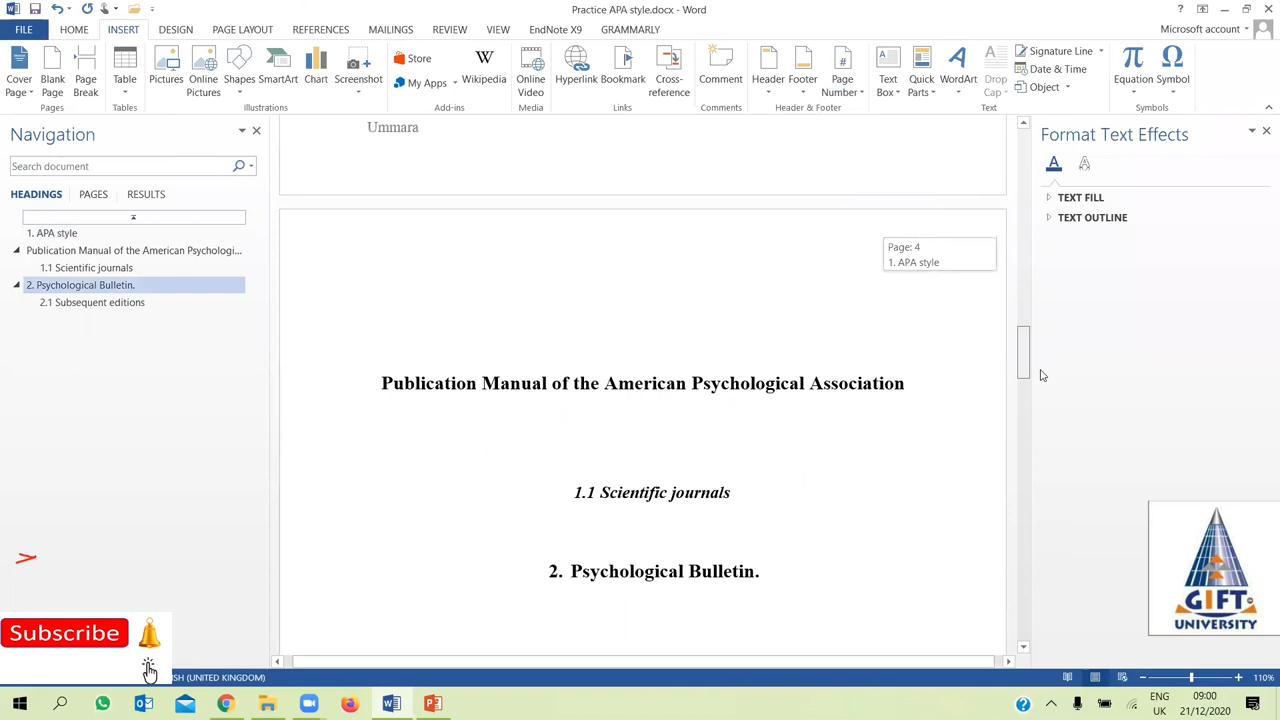 Practice APA style.docx - Word
FILE HOME INSERT DESIGN PAGE LAYOUT REFERENCES MAILINGS REVIEW VIEW EndNote X9 GRAMMARLY Microsoft account
Cover Page Blank Page Page Break Table Pictures Online Pictures Shapes SmartArt Chart Screenshot Store My Apps Wikipedia Online Video Hyperlink Bookmark Cross-reference Comment Header Footer Page Number Text Box Quick Parts WordArt Drop Cap Signature Line Date & Time Object Equation Symbol
Pages Tables Illustrations Add-ins Media Links Comments Header & Footer Text Symbols
Navigation
Search document
HEADINGS PAGES RESULTS
1. APA style
Publication Manual of the American Psychologi...
1.1 Scientific journals
2. Psychological Bulletin.
2.1 Subsequent editions
Ummara
Page: 4
1. APA style
Publication Manual of the American Psychological Association
1.1 Scientific journals
2. Psychological Bulletin.
Format Text Effects
TEXT FILL
TEXT OUTLINE
GIFT
UNIVERSITY
Subscribe
SH (UNITED KINGDOM)
110%
ENG
UK
09:00
21/12/2020